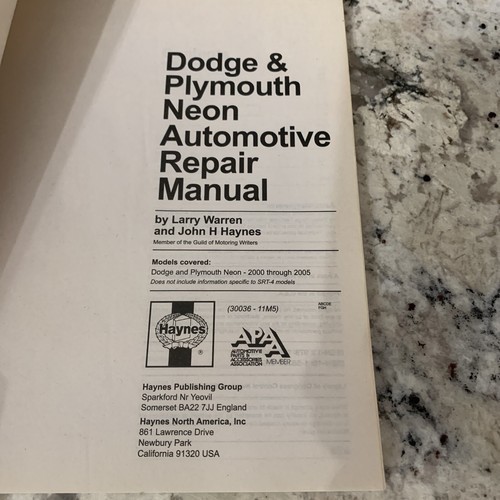 Dodge &
Plymouth
Neon
Automotive
Repair
Manual
by Larry Warren
and John H Haynes
Member of the Guild of Motoring Writers
Models covered:
Dodge and Plymouth Neon - 2000 through 2005
Does not include information specific to SRT-4 models
(30036 - 11M5)
ABCDE
FGH
Haynes
®
APAA
AUTOMOTIVE
PARTS &
ACCESSORIES
ASSOCIATION
MEMBER
Haynes Publishing Group
Sparkford Nr Yeovil
Somerset BA22 7JJ England
Haynes North America, Inc
861 Lawrence Drive
Newbury Park
California 91320 USA